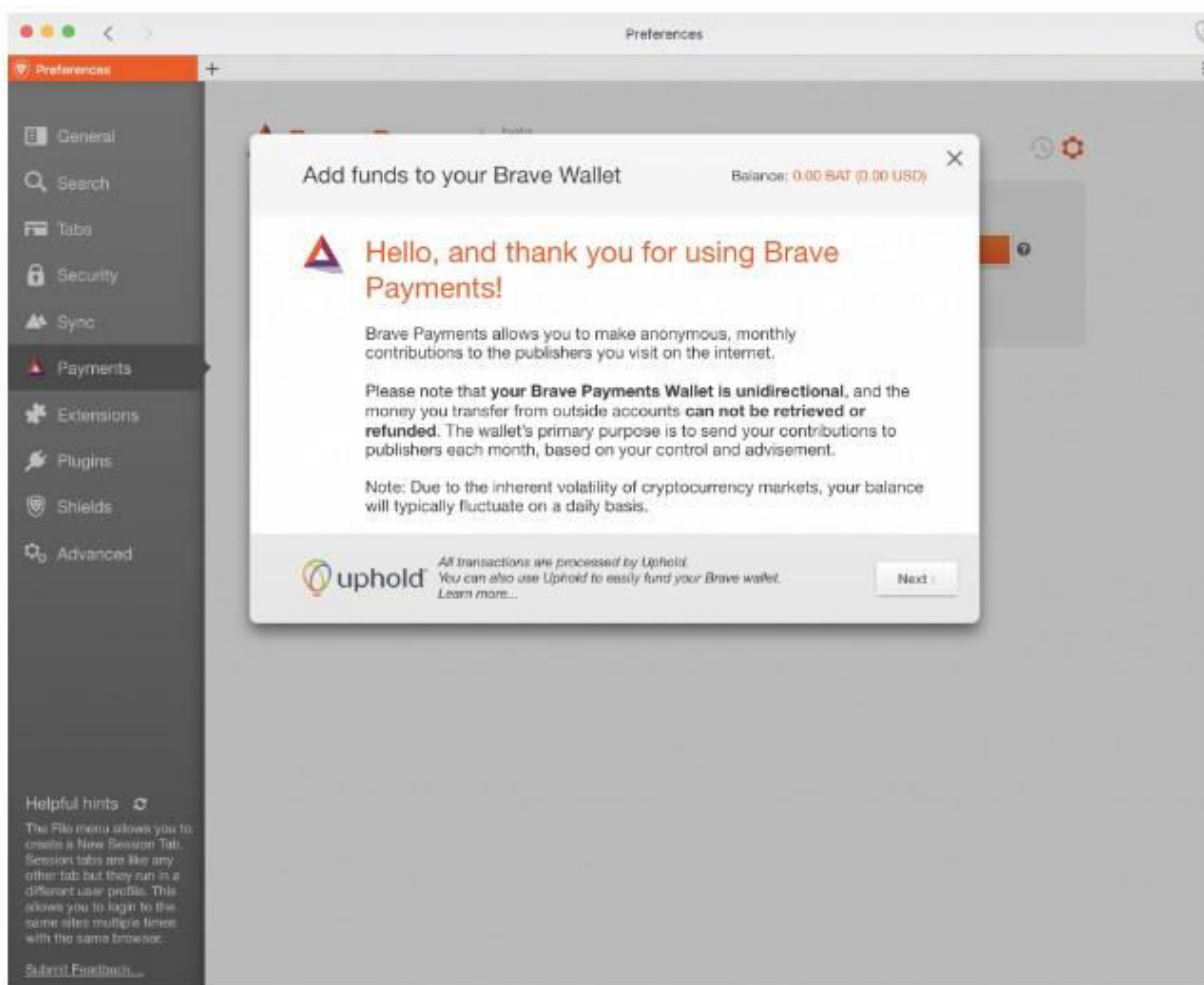 Preferences
Preferences
General
Search
Tabs
Security
Sync
Payments
Extensions
Plugins
Shields
Advanced
beta
Add funds to your Brave Wallet
Balance: 0.00 BAT (0.00 USD)
Hello, and thank you for using Brave
Payments!
Brave Payments allows you to make anonymous, monthly
contributions to the publishers you visit on the internet.
Please note that your Brave Payments Wallet is unidirectional, and the
money you transfer from outside accounts can not be retrieved or
refunded. The wallet's primary purpose is to send your contributions to
publishers each month, based on your control and advisement.
Note: Due to the inherent volatility of cryptocurrency markets, your balance
will typically fluctuate on a daily basis.
uphold
All transactions are processed by Uphold.
You can also use Uphold to easily fund your Brave wallet.
Learn more...
Next
Helpful hints
The File menu allows you to
create a New Session Tab.
Session tabs are like any
other tab but they run in a
different user profile. This
allows you to login to the
same sites multiple times
with the same browser.
Submit Feedback...